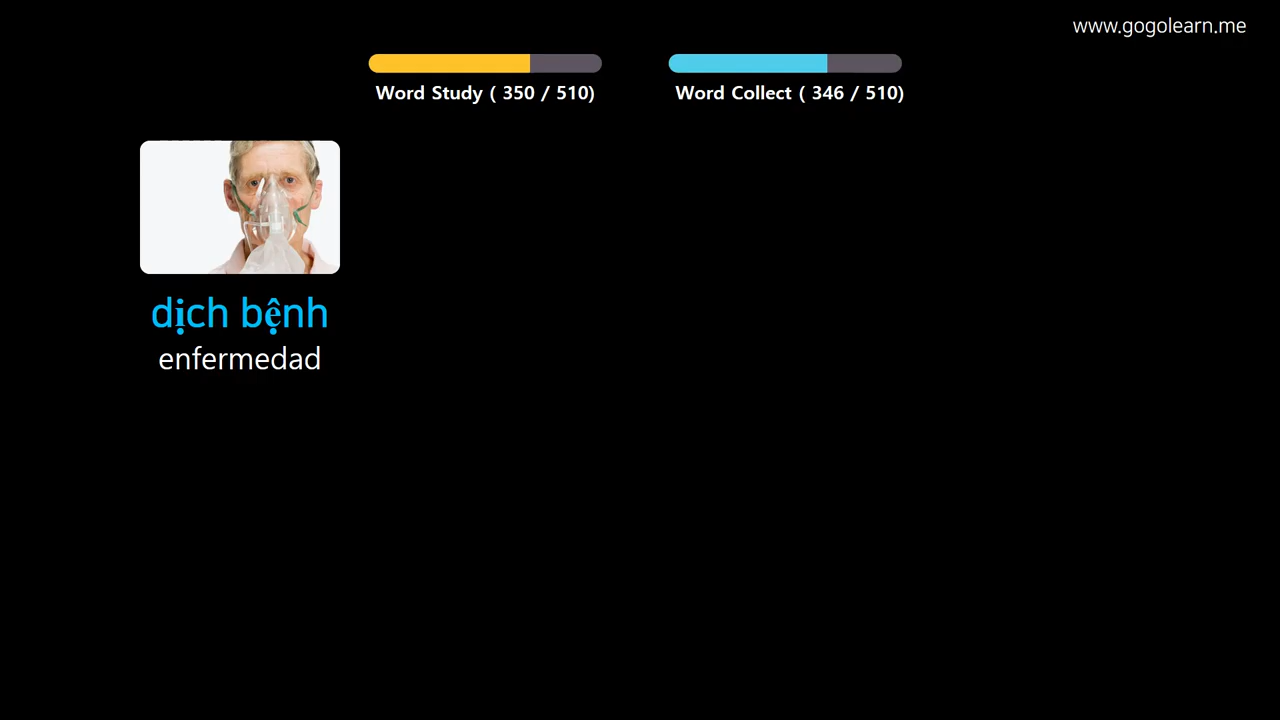 www.gogolearn.me
Word Study ( 350 / 510)
Word Collect ( 346 / 510)
dịch bệnh
enfermedad